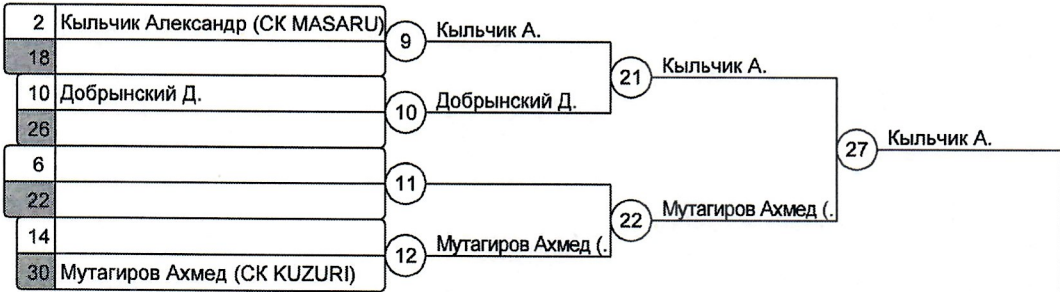 2 Кыльчик Александр (СК MASARU)
9 Кыльчик А.
18
21 Кыльчик А.
10 Добрынский Д.
10 Добрынский Д.
26
27 Кыльчик А.
6
11
22
22 Мутагиров Ахмед (.
14
12 Мутагиров Ахмед (.
30 Мутагиров Ахмед (СК KUZURI)